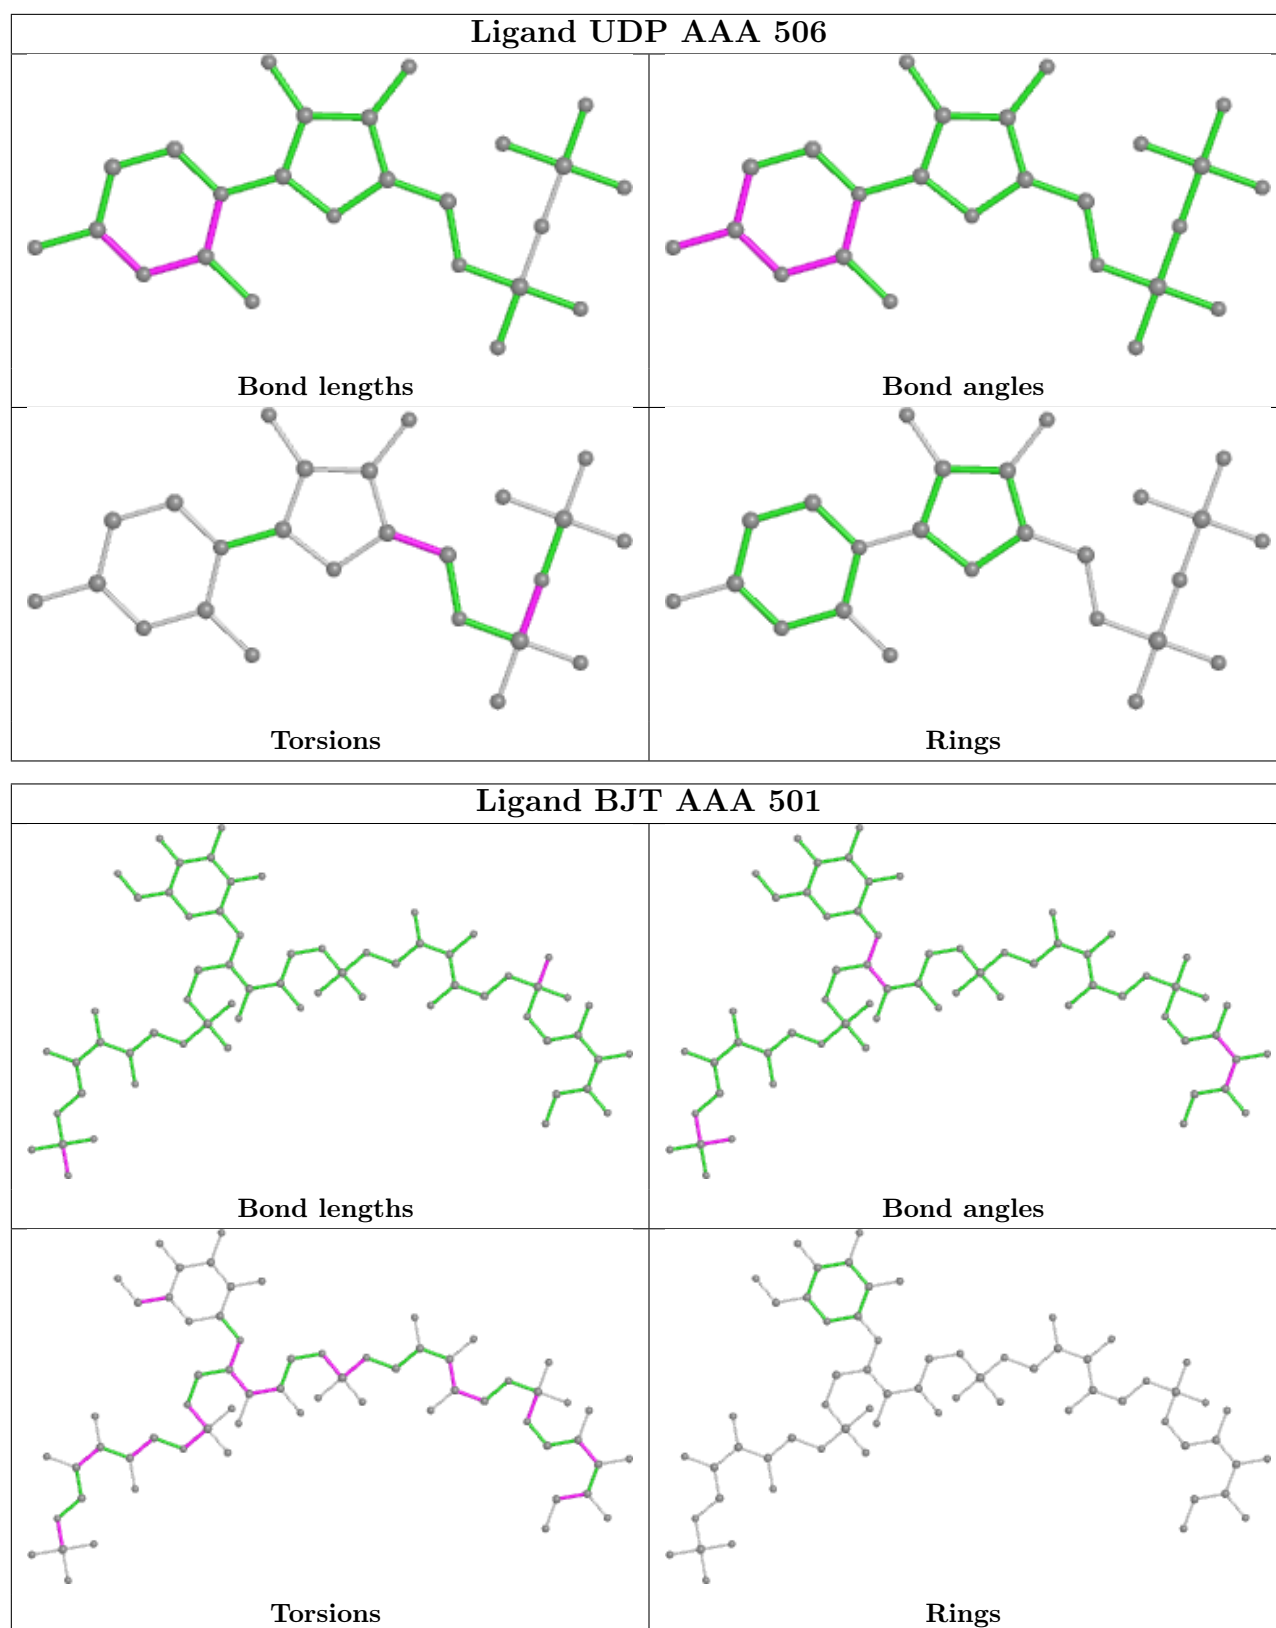 Ligand UDP AAA 506
Bond lengths
Bond angles
Torsions
Rings
Ligand BJT AAA 501
Bond lengths
Bond angles
Torsions
Rings